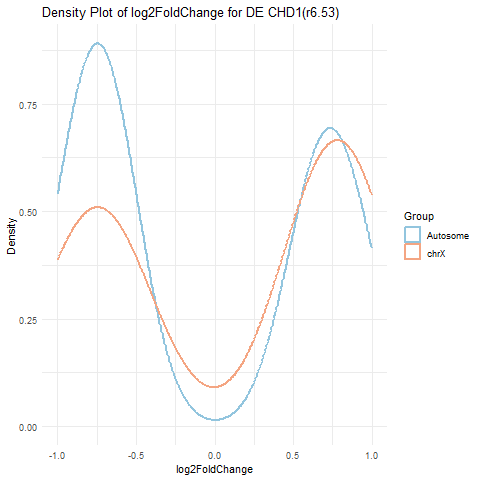 Density Plot of log2FoldChange for DE CHD1(r6.53)
0.75
0.50
0.25
0.00
Density
-1.0 -0.5 0.0 0.5 1.0
log2FoldChange
Group
Autosome
chrX